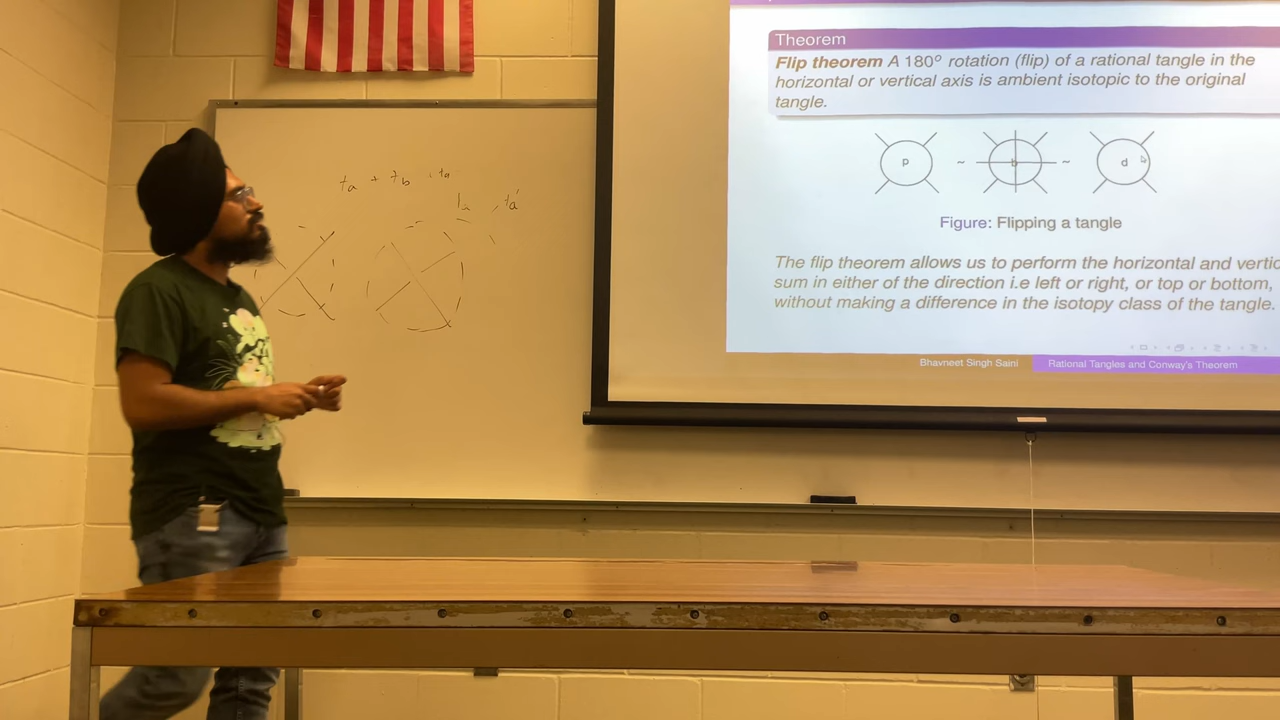 Theorem
Flip theorem A 180° rotation (flip) of a rational tangle in the
horizontal or vertical axis is ambient isotopic to the original
tangle.
p ~ b ~ d
Figure: Flipping a tangle
The flip theorem allows us to perform the horizontal and
sum in either of the direction i.e left or right, or top or bottom,
without making a difference in the isotopy class of the tangle.
Bhavneet Singh Saini Rational Tangles and Conway's Theorem
ta + tb